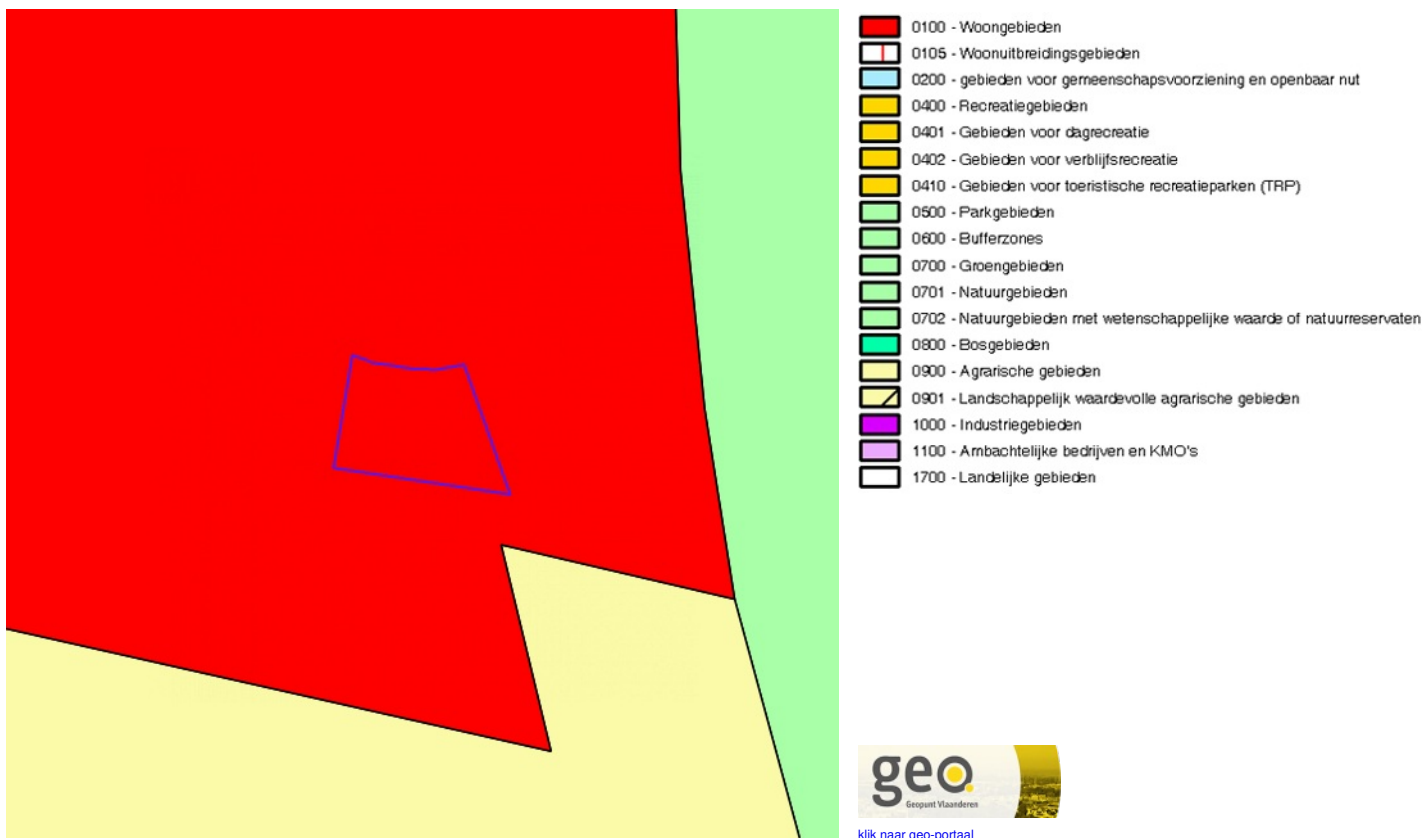 0100 - Woongebieden
0105 - Woonuitbreidingsgebieden
0200 - gebieden voor gemeenschapsvoorziening en openbaar nut
0400 - Recreatiegebieden
0401 - Gebieden voor dagrecreatie
0402 - Gebieden voor verblijfsrecreatie
0410 - Gebieden voor toeristische recreatieparken (TRP)
0500 - Parkgebieden
0600 - Bufferzones
0700 - Groengebieden
0701 - Natuurgebieden
0702 - Natuurgebieden met wetenschappelijke waarde of natuurreservaten
0800 - Bosgebieden
0900 - Agrarische gebieden
0901 - Landschappelijk waardevolle agrarische gebieden
1000 - Industriegebieden
1100 - Ambachtelijke bedrijven en KMO's
1700 - Landelijke gebieden
geo.
Geopunt Vlaanderen
klik naar geo-portaal